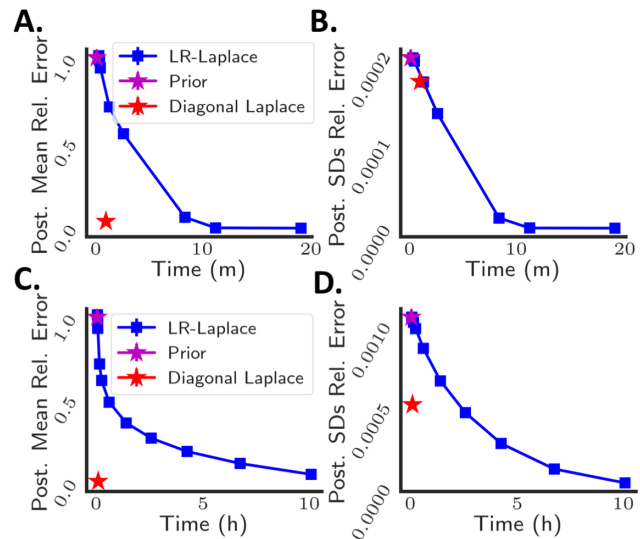 A.
Post. Mean Rel. Error
1.0
0.5
0.0
LR-Laplace
Prior
Diagonal Laplace
0
10
20
Time (m)
B.
Post. SDs Rel. Error
0.0002
0.0001
0.0000
0
10
20
Time (m)
C.
Post. Mean Rel. Error
1.0
0.5
0.0
LR-Laplace
Prior
Diagonal Laplace
0
5
10
Time (h)
D.
Post. SDs Rel. Error
0.0010
0.0005
0.0000
0
5
10
Time (h)